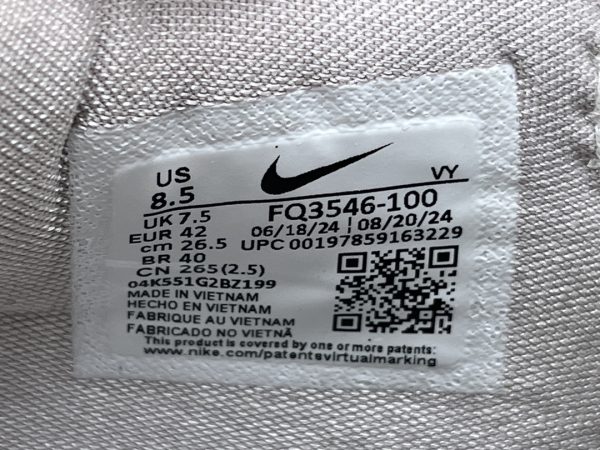 US
8.5
VY
UK 7.5
FQ3546-100
EUR 42
06/18/24 | 08/20/24
cm 26.5
UPC 00197859163229
BR 40
CN 265(2.5)
04K551G2BZ199
MADE IN VIETNAM
HECHO EN VIETNAM
FABRIQUE AU VIETNAM
FABRICADO NO VIETNÃ
This product is covered by one or more patents:
www.nike.com/patentsvirtualmarking